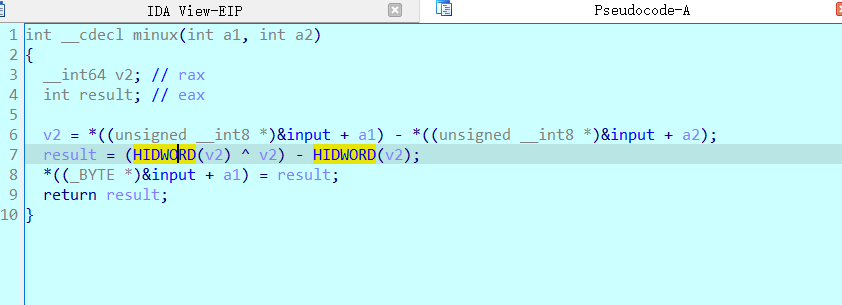 IDA View-EIP
Pseudocode-A
1 int __cdecl minux(int a1, int a2)
2 {
3   __int64 v2; // rax
4   int result; // eax
5
6   v2 = *((unsigned __int8 *)&input + a1) - *((unsigned __int8 *)&input + a2);
7   result = (HIDWORD(v2) ^ v2) - HIDWORD(v2);
8   *((_BYTE *)&input + a1) = result;
9   return result;
10 }